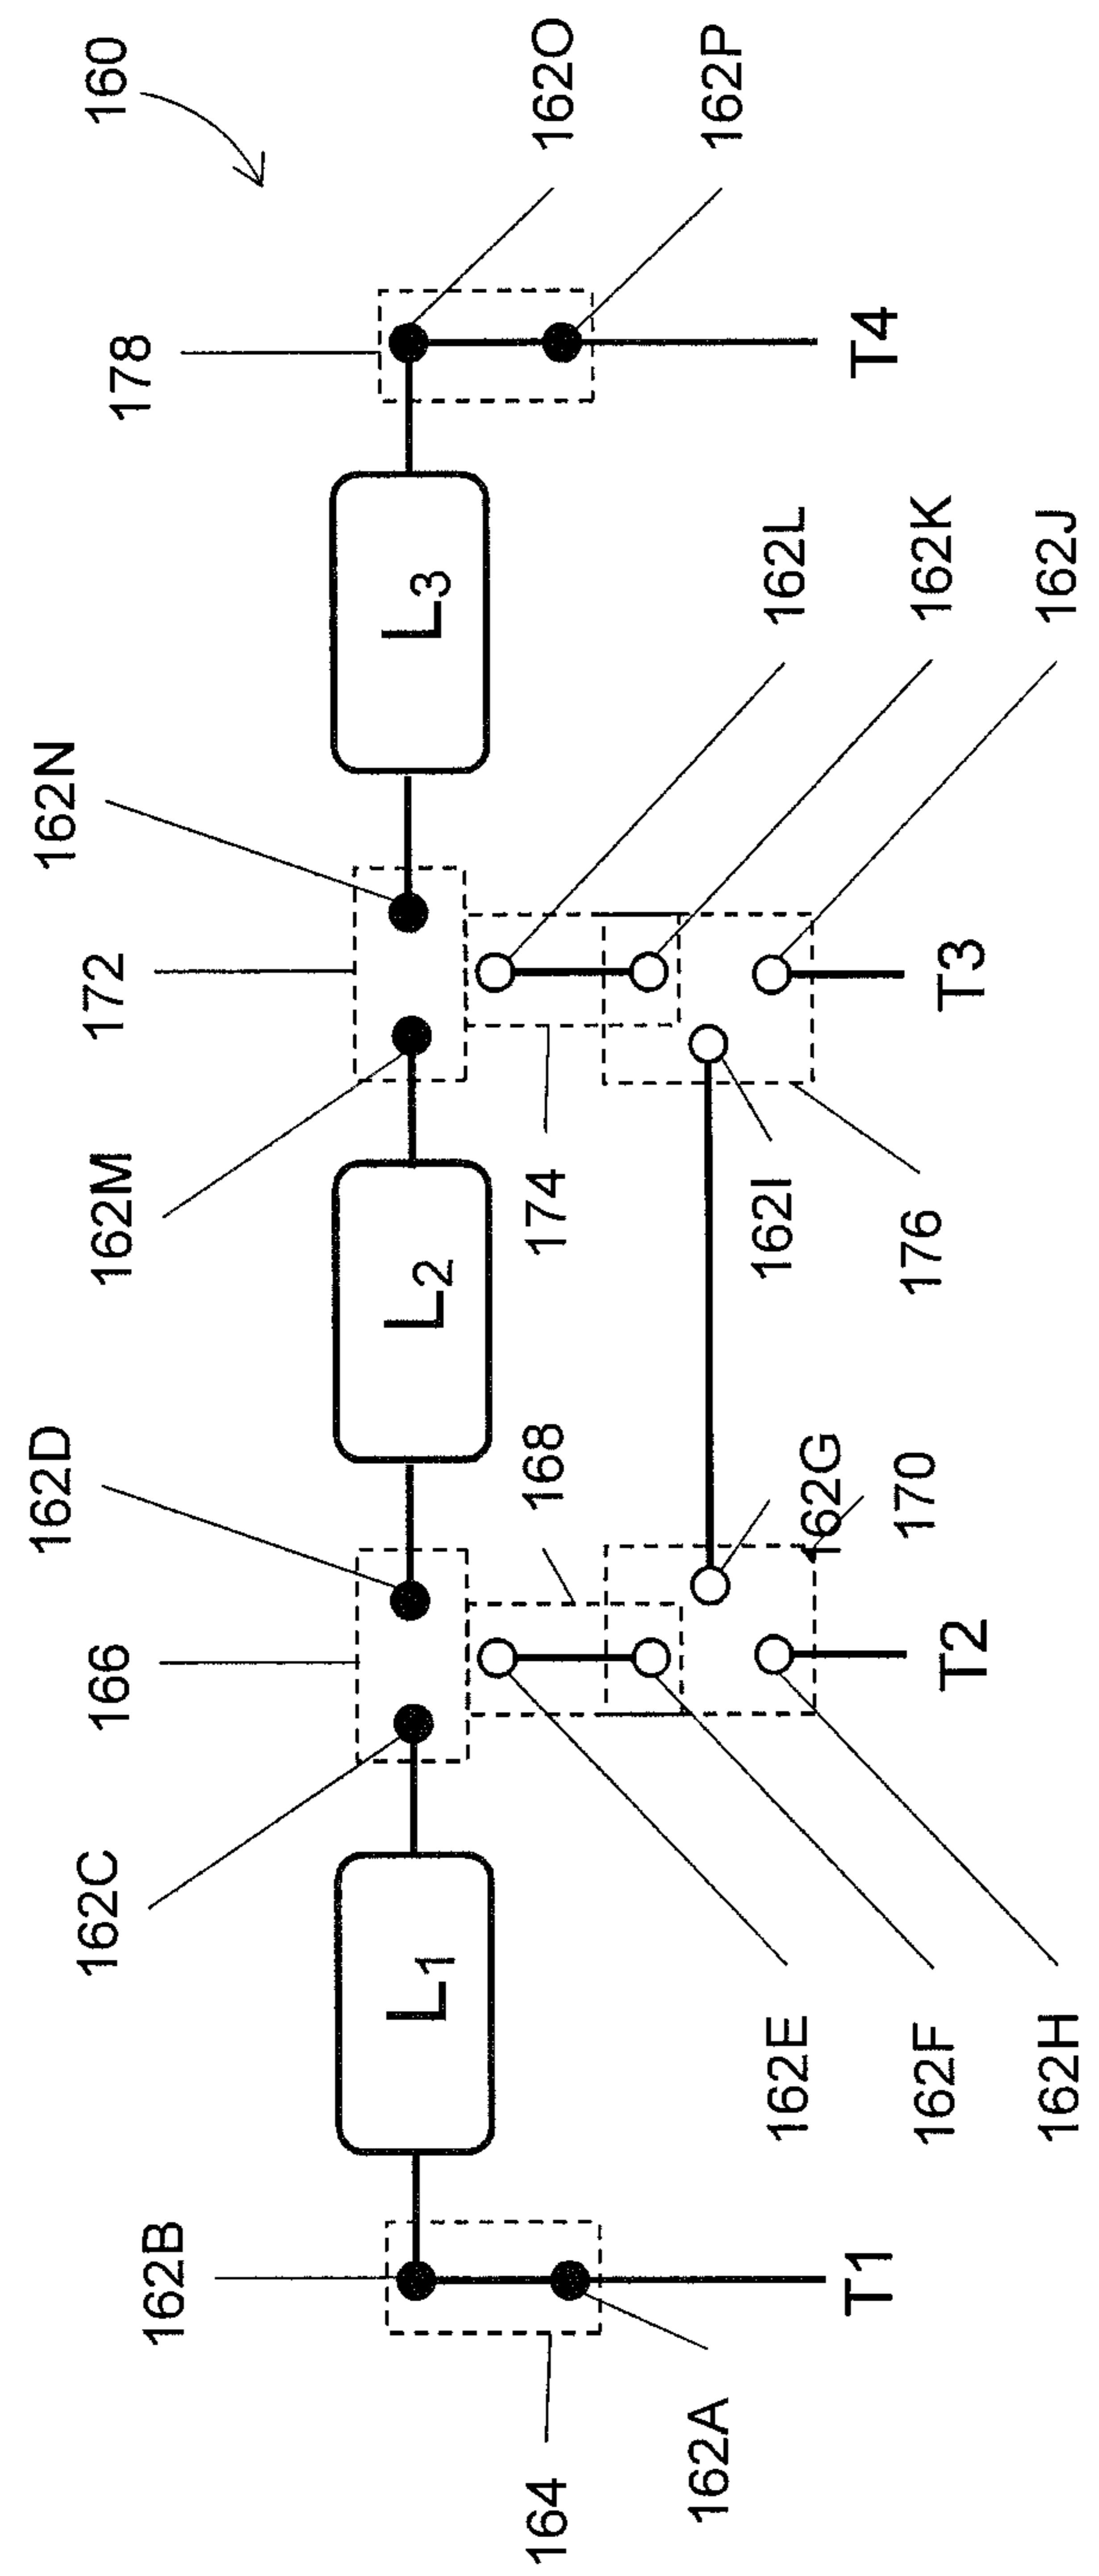 160
162O
162P
178
T4
162N
172
L3
162L
162K
162J
T3
162M
174
162I
176
L2
162D
166
168
162G
170
T2
162C
L1
162E
162F
162H
162B
T1
164
162A